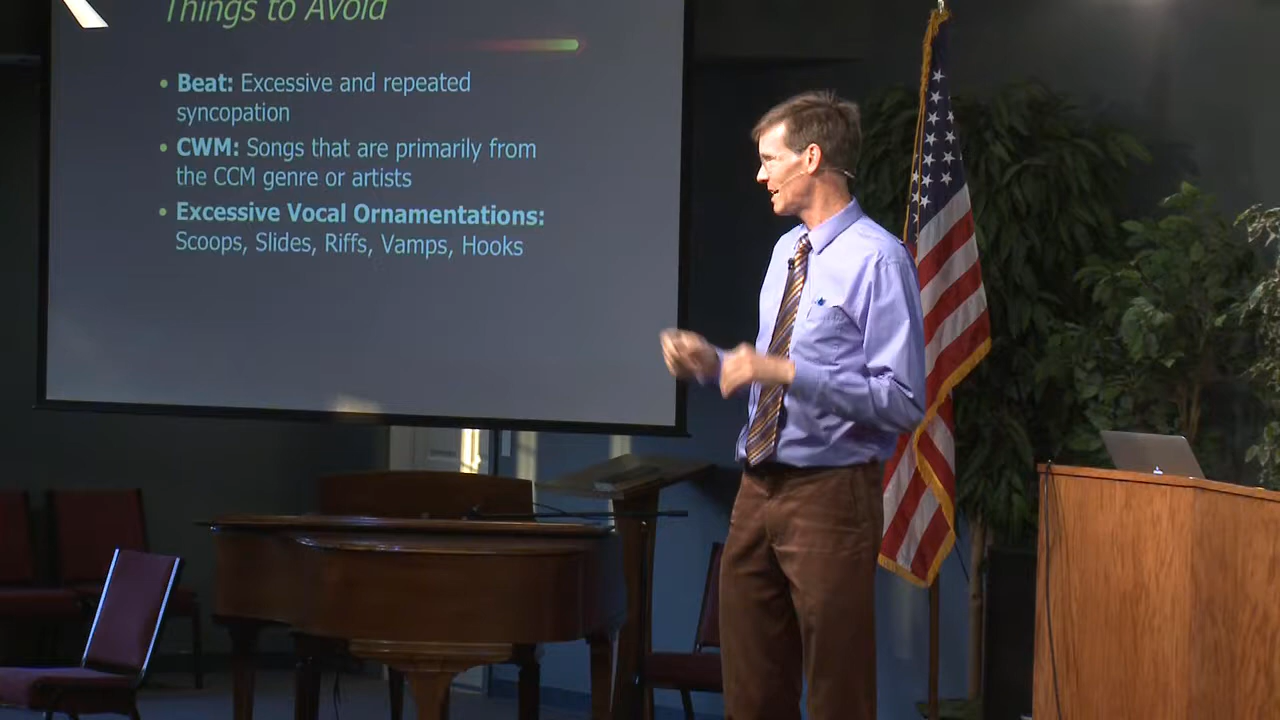 Things to Avoid
• Beat: Excessive and repeated
syncopation
• CWM: Songs that are primarily from
the CCM genre or artists
• Excessive Vocal Ornamentations:
Scoops, Slides, Riffs, Vamps, Hooks